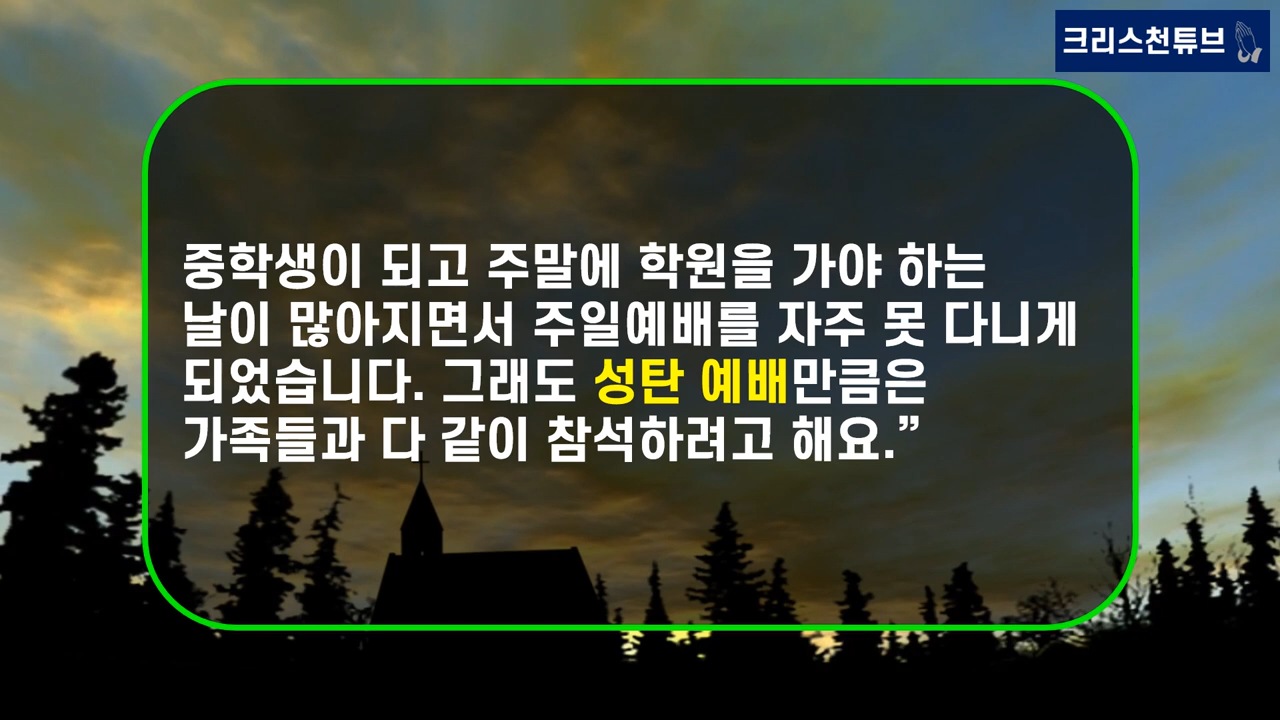 크리스천튜브
중학생이 되고 주말에 학원을 가야 하는
날이 많아지면서 주일예배를 자주 못 다니게
되었습니다. 그래도 성탄 예배만큼은
가족들과 다 같이 참석하려고 해요.”